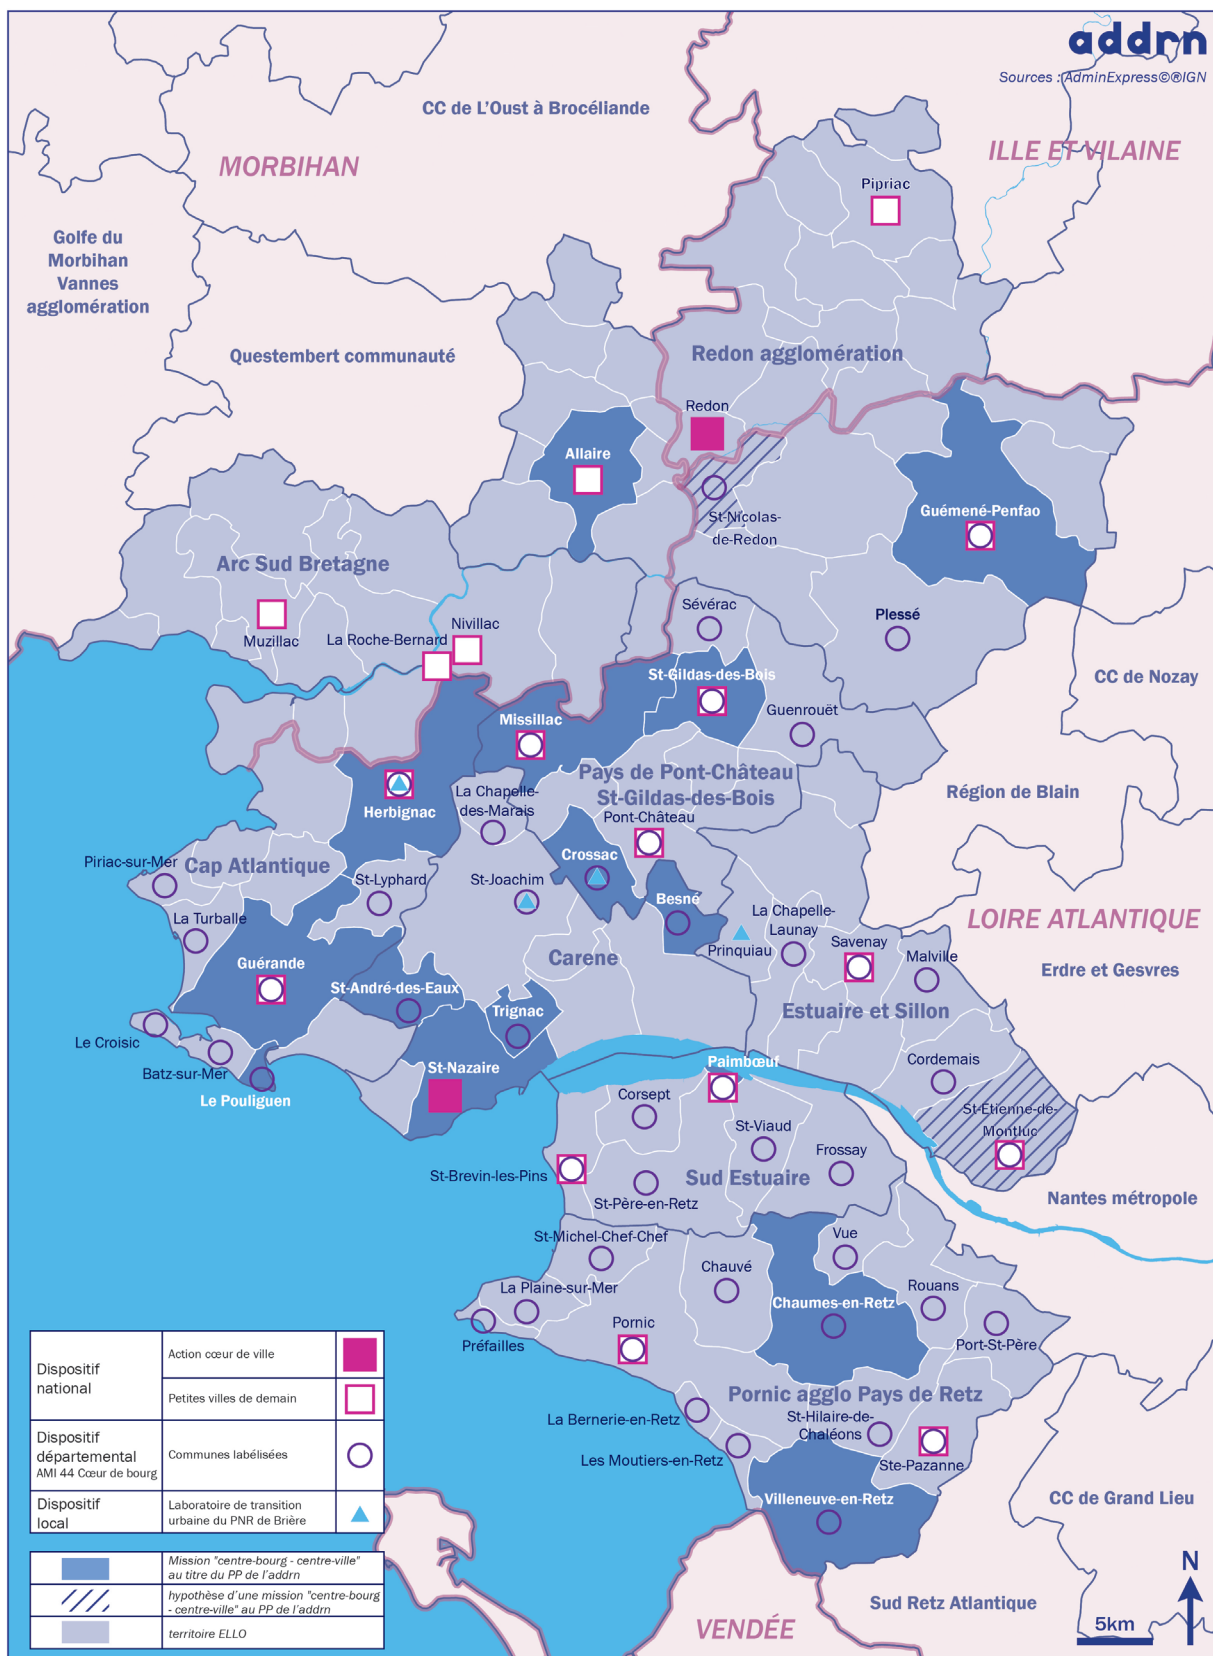 addrn
Sources : AdminExpress©®IGN
CC de L'Oust à Brocéliande
MORBIHAN
ILLE ET VILAINE
Pipriac
Golfe du
Morbihan
Vannes
agglomération
Questembert communauté
Redon agglomération
Redon
Allaire
St-Nicolas-
de-Redon
Guémené-Penfao
Arc Sud Bretagne
Muzillac
La Roche-Bernard
Nivillac
Sévérac
Plessé
CC de Nozay
St-Gildas-des-Bois
Missillac
Guenrouët
Pays de Pont-Château
St-Gildas-des-Bois
Région de Blain
Herbignac
La Chapelle-
des-Marais
Pont-Château
Piriac-sur-Mer
Cap Atlantique
Crossac
St-Lyphard
St-Joachim
Besné
La Turballe
La Chapelle-
Launay
LOIRE ATLANTIQUE
Prinquiau
Savenay
Malville
Guérande
Carene
Erdre et Gesvres
St-André-des-Eaux
Trignac
Estuaire et Sillon
Le Croisic
Batz-sur-Mer
Le Pouliguen
St-Nazaire
Paimbœuf
Cordemais
Corsept
St-Viaud
St-Etienne-de-
Montluc
Frossay
St-Brevin-les-Pins
Sud Estuaire
St-Père-en-Retz
Nantes métropole
St-Michel-Chef-Chef
Vue
Chauvé
La Plaine-sur-Mer
Rouans
Chaumes-en-Retz
Pornic
Préfailles
Port-St-Père
Pornic agglo Pays de Retz
La Bernerie-en-Retz
St-Hilaire-de-
Chaléons
Les Moutiers-en-Retz
Ste-Pazanne
Villeneuve-en-Retz
CC de Grand Lieu
Sud Retz Atlantique
VENDÉE
N
5km
Dispositif
national
Action cœur de ville
Petites villes de demain
Dispositif
départemental
AMI 44 Cœur de bourg
Communes labélisées
Dispositif
local
Laboratoire de transition
urbaine du PNR de Brière
Mission "centre-bourg - centre-ville"
au titre du PP de l'addrn
hypothèse d'une mission "centre-bourg
- centre-ville" au PP de l'addrn
territoire ELLO